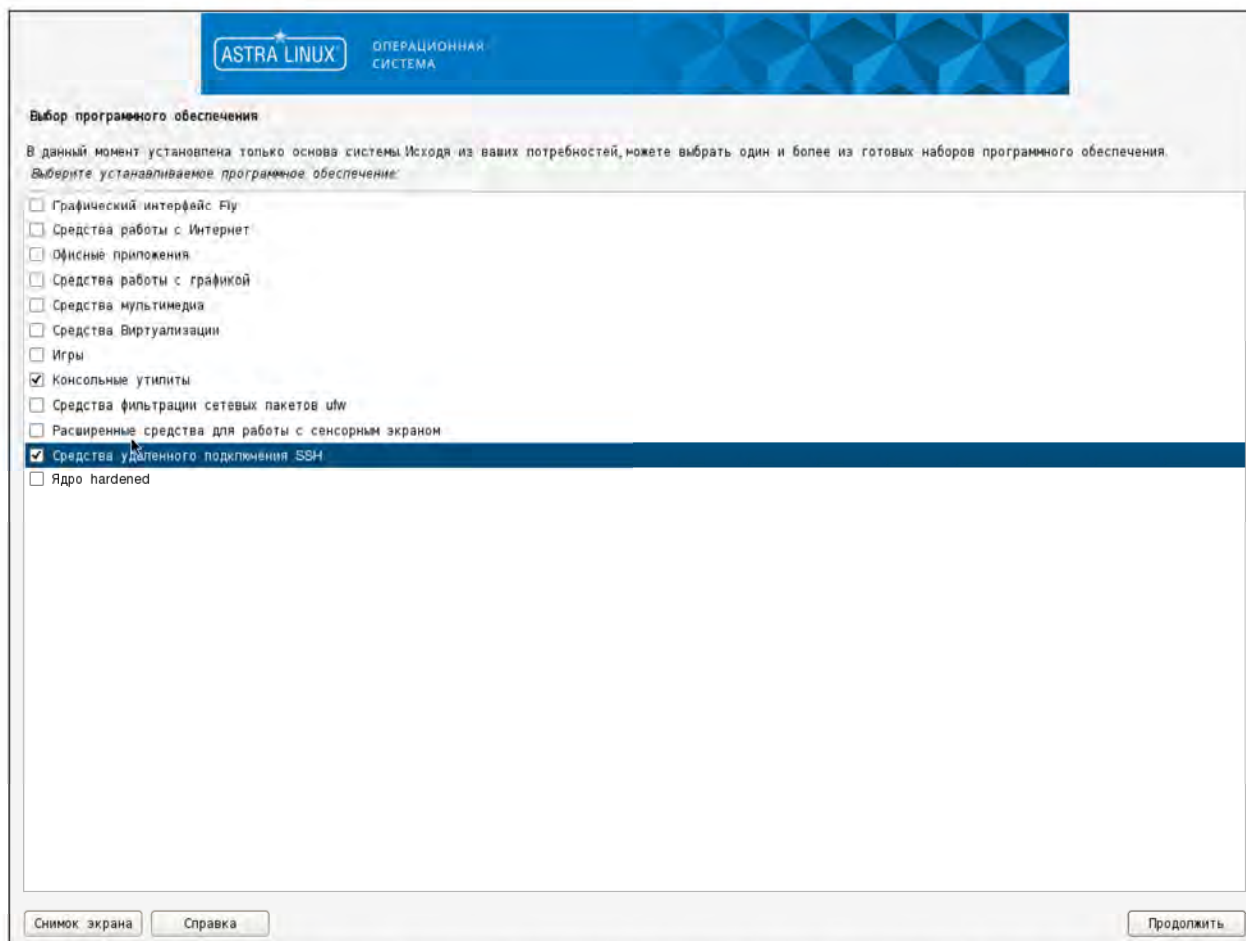 ASTRA LINUX
ОПЕРАЦИОННАЯ
СИСТЕМА
Выбор программного обеспечения
В данный момент установлена только основа системы. Исходя из ваших потребностей, можете выбрать один и более из готовых наборов программного обеспечения.
Выберите устанавливаемое программное обеспечение:
Графический интерфейс Fly
Средства работы с Интернет
Офисные приложения
Средства работы с графикой
Средства мультимедиа
Средства Виртуализации
Игры
Консольные утилиты
Средства фильтрации сетевых пакетов ufw
Расширенные средства для работы с сенсорным экраном
Средства удаленного подключения SSH
Ядро hardened
Снимок экрана
Справка
Продолжить